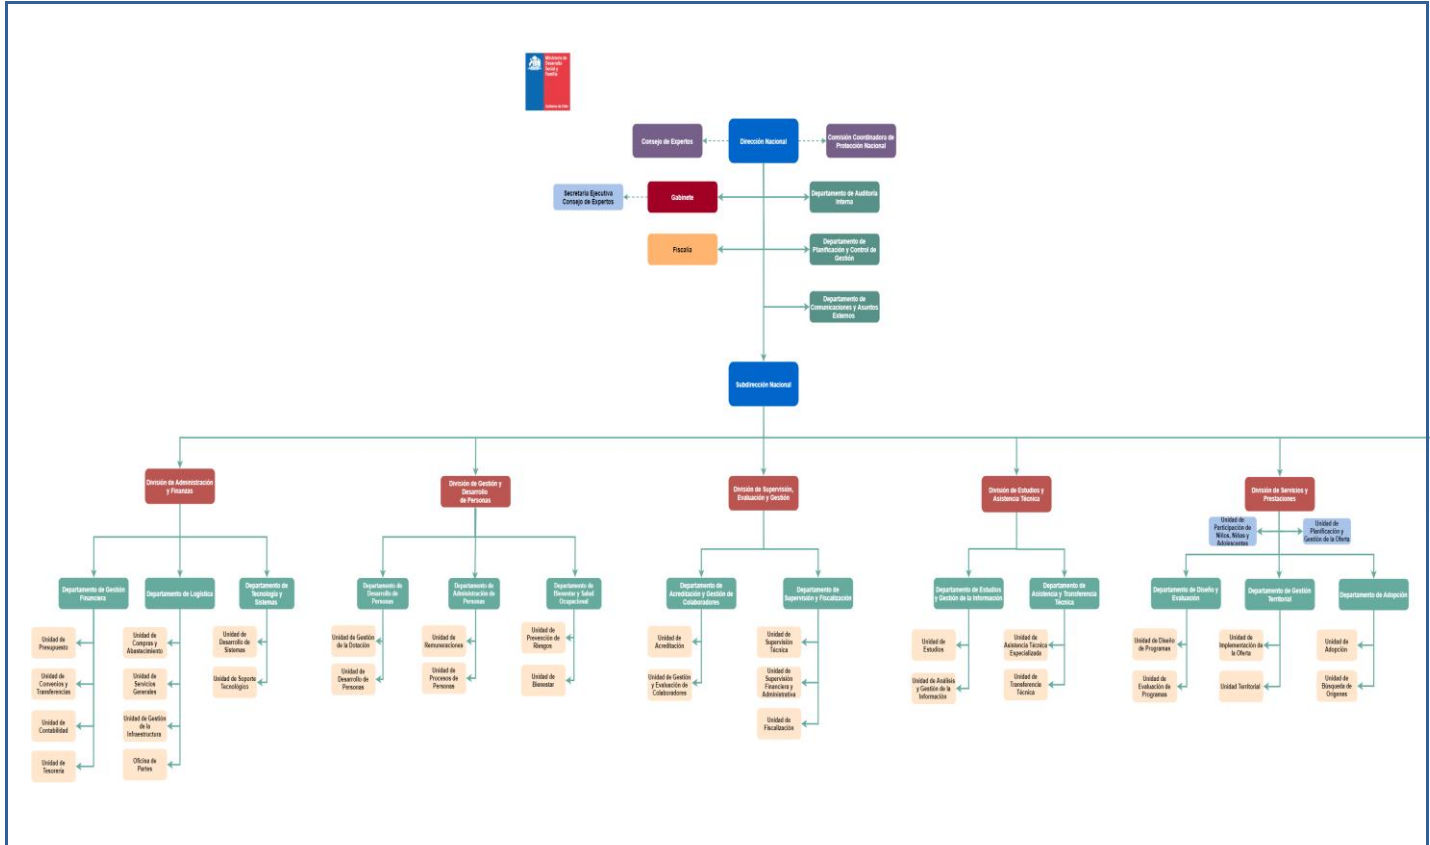 Ministerio de
Desarrollo
Social y
Familia
Gobierno de Chile
Consejo de Expertos
Dirección Nacional
Comisión Coordinadora de
Protección Nacional
Secretaria Ejecutiva
Consejo de Expertos
Gabinete
Departamento de Auditoría
Interna
Fiscalía
Departamento de
Planificación y Control de
Gestión
Departamento de
Comunicaciones y Asuntos
Externos
Subdirección Nacional
División de Administración
y Finanzas
División de Gestión y
Desarrollo
de Personas
División de Supervisión,
Evaluación y Gestión
División de Estudios y
Asistencia Técnica
División de Servicios y
Prestaciones
Unidad de
Participación de
Niños, Niñas y
Adolescentes
Unidad de
Planificación y
Gestión de la Oferta
Departamento de Gestión
Financiera
Departamento de Logística
Departamento de
Tecnología y
Sistemas
Departamento de
Desarrollo de
Personas
Departamento de
Administración de
Personas
Departamento de
Bienestar y Salud
Ocupacional
Departamento de
Acreditación y Gestión de
Colaboradores
Departamento de
Supervisión y Fiscalización
Departamento de Estudios
y Gestión de la Información
Departamento de
Asistencia y Transferencia
Técnica
Departamento de Diseño y
Evaluación
Departamento de Gestión
Territorial
Departamento de Adopción
Unidad de
Presupuesto
Unidad de
Compras y
Abastecimiento
Unidad de
Desarrollo de
Sistemas
Unidad de Gestión
de la Dotación
Unidad de
Remuneraciones
Unidad de
Prevención de
Riesgos
Unidad de
Acreditación
Unidad de
Supervisión
Técnica
Unidad de
Estudios
Unidad de
Asistencia Técnica
Especializada
Unidad de Diseño
de Programas
Unidad de
Implementación de
la Oferta
Unidad de
Adopción
Unidad de
Convenios y
Transferencias
Unidad de
Servicios
Generales
Unidad de Soporte
Tecnológico
Unidad de
Desarrollo de
Personas
Unidad de
Procesos de
Personas
Unidad de
Bienestar
Unidad de Gestión
y Evaluación de
Colaboradores
Unidad de
Supervisión
Financiera y
Administrativa
Unidad de Análisis
y Gestión de la
Información
Unidad de
Transferencia
Técnica
Unidad de
Evaluación de
Programas
Unidad Territorial
Unidad de
Búsqueda de
Orígenes
Unidad de
Contabilidad
Unidad de Gestión
de la
Infraestructura
Unidad de
Fiscalización
Unidad de
Tesorería
Oficina de
Partes